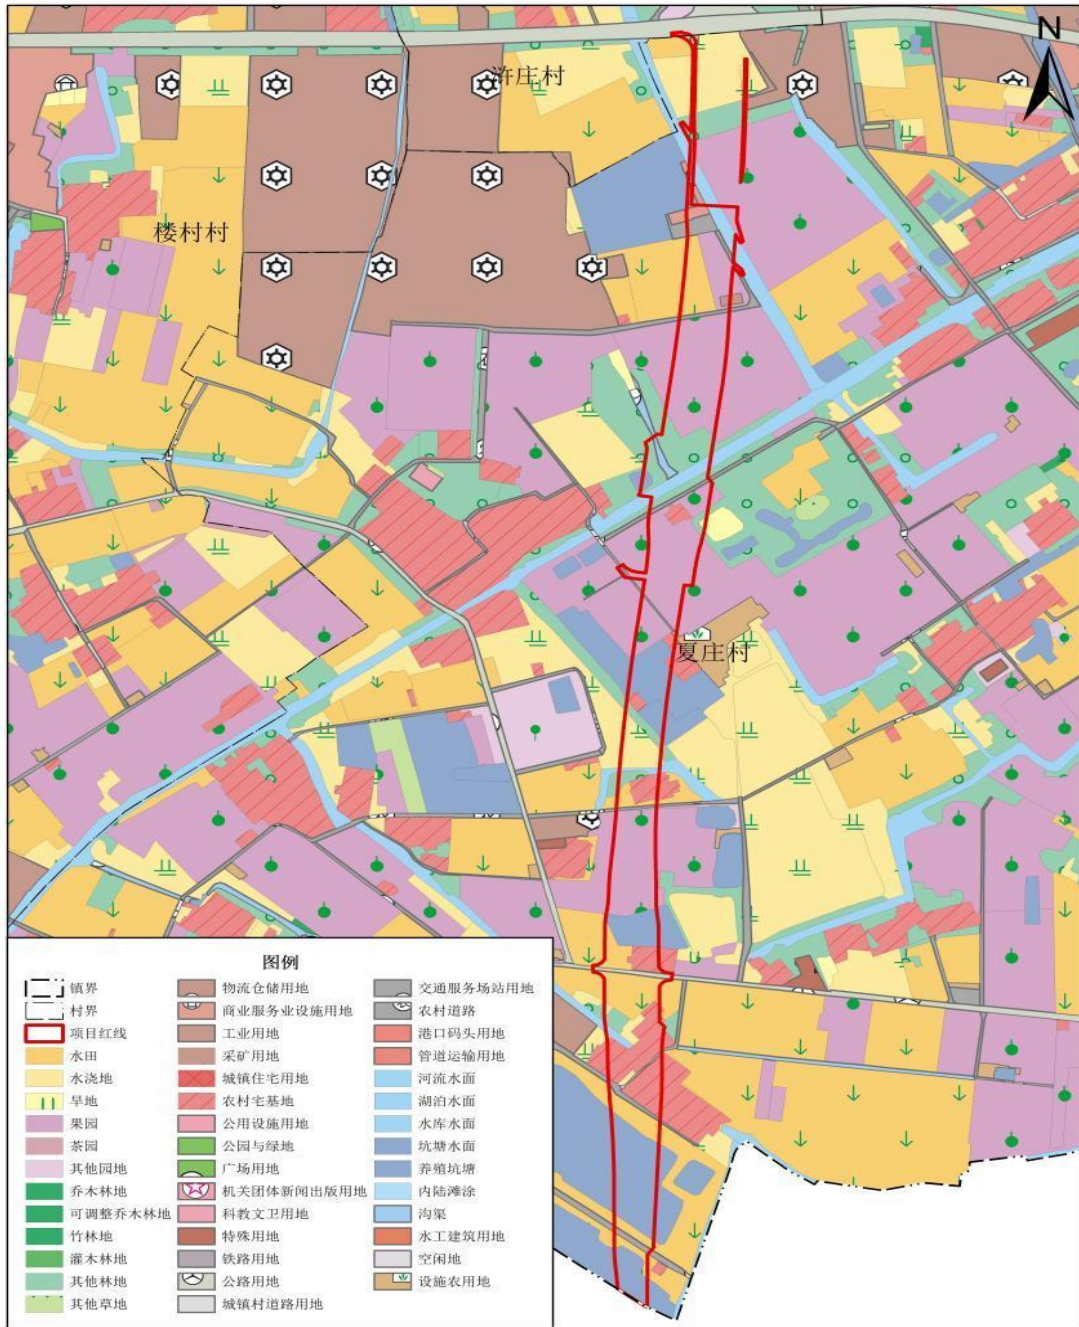 N
浒庄村
楼村村
夏庄村
图例
镇界
村界
项目红线
水田
水浇地
旱地
果园
茶园
其他园地
乔木林地
可调整乔木林地
竹林地
灌木林地
其他林地
其他草地
物流仓储用地
商业服务业设施用地
工业用地
采矿用地
城镇住宅用地
农村宅基地
公用设施用地
公园与绿地
广场用地
机关团体新闻出版用地
科教文卫用地
特殊用地
铁路用地
公路用地
城镇村道路用地
交通服务场站用地
农村道路
港口码头用地
管道运输用地
河流水面
湖泊水面
水库水面
坑塘水面
养殖坑塘
内陆滩涂
沟渠
水工建筑用地
空闲地
设施农用地